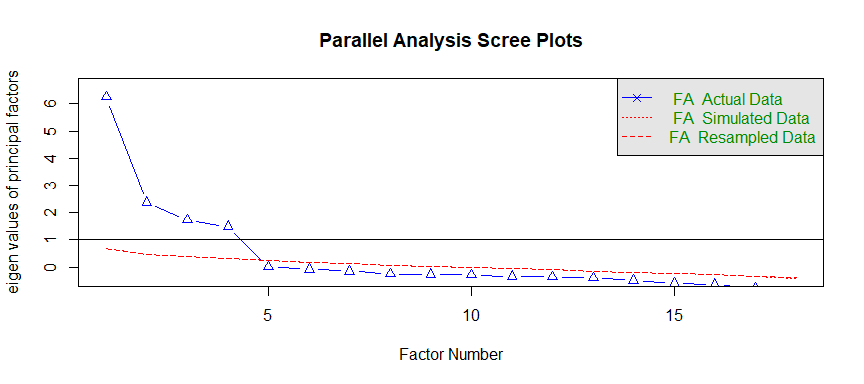 Parallel Analysis Scree Plots
eigen values of principal factors
6
5
4
3
2
1
0
FA Actual Data
FA Simulated Data
FA Resampled Data
5
10
15
Factor Number